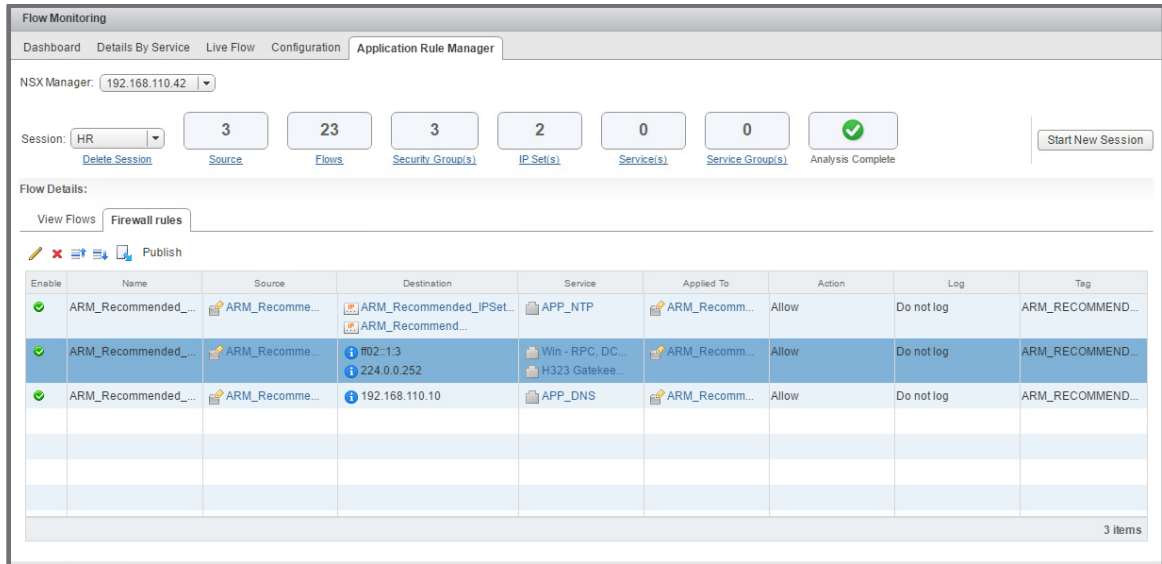 Flow Monitoring
Dashboard Details By Service Live Flow Configuration Application Rule Manager
NSX Manager: 192.168.110.42
Session: HR 3 23 3 2 0 0 Start New Session
Delete Session Source Flows Security Group(s) IP Set(s) Service(s) Service Group(s) Analysis Complete
Flow Details:
View Flows Firewall rules
Publish
Enable Name Source Destination Service Applied To Action Log Tag
ARM_Recommended_... ARM_Recomme... ARM_Recommended_IPSet... APP_NTP ARM_Recomm... Allow Do not log ARM_RECOMMEND...
ARM_Recommend...
ARM_Recommended_... ARM_Recomme... ff02::1:3 Win - RPC, DC... ARM_Recomm... Allow Do not log ARM_RECOMMEND...
224.0.0.252 H323 Gatekee...
ARM_Recommended_... ARM_Recomme... 192.168.110.10 APP_DNS ARM_Recomm... Allow Do not log ARM_RECOMMEND...
3 items